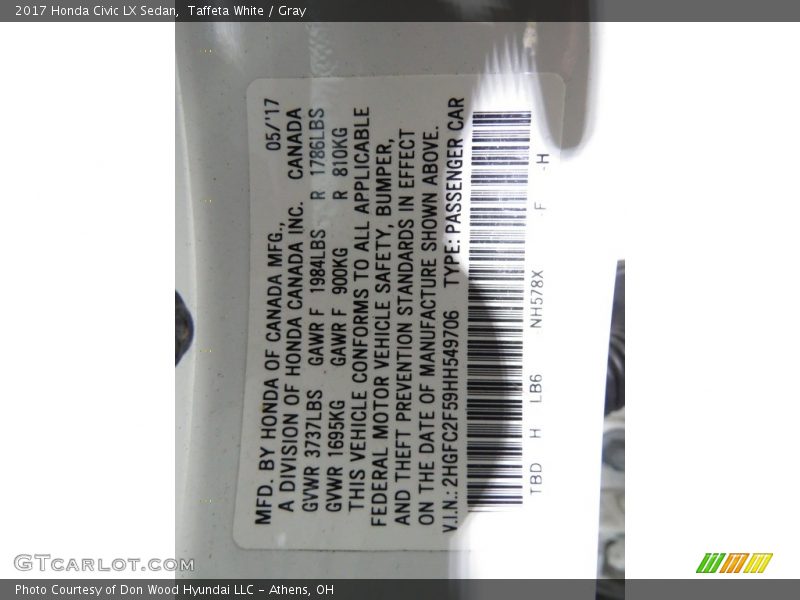 2017 Honda Civic LX Sedan, Taffeta White / Gray
MFD. BY HONDA OF CANADA MFG., 05/'17
A DIVISION OF HONDA CANADA INC. CANADA
GVWR 3737LBS GAWR F 1984LBS R 1786LBS
GVWR 1695KG GAWR F 900KG R 810KG
THIS VEHICLE CONFORMS TO ALL APPLICABLE
FEDERAL MOTOR VEHICLE SAFETY, BUMPER,
AND THEFT PREVENTION STANDARDS IN EFFECT
ON THE DATE OF MANUFACTURE SHOWN ABOVE.
V.I.N.: 2HGFC2F59HH549706 TYPE: PASSENGER CAR
TBD H LB6 NH578X F -H
GTcarlot.com
Photo Courtesy of Don Wood Hyundai LLC - Athens, OH